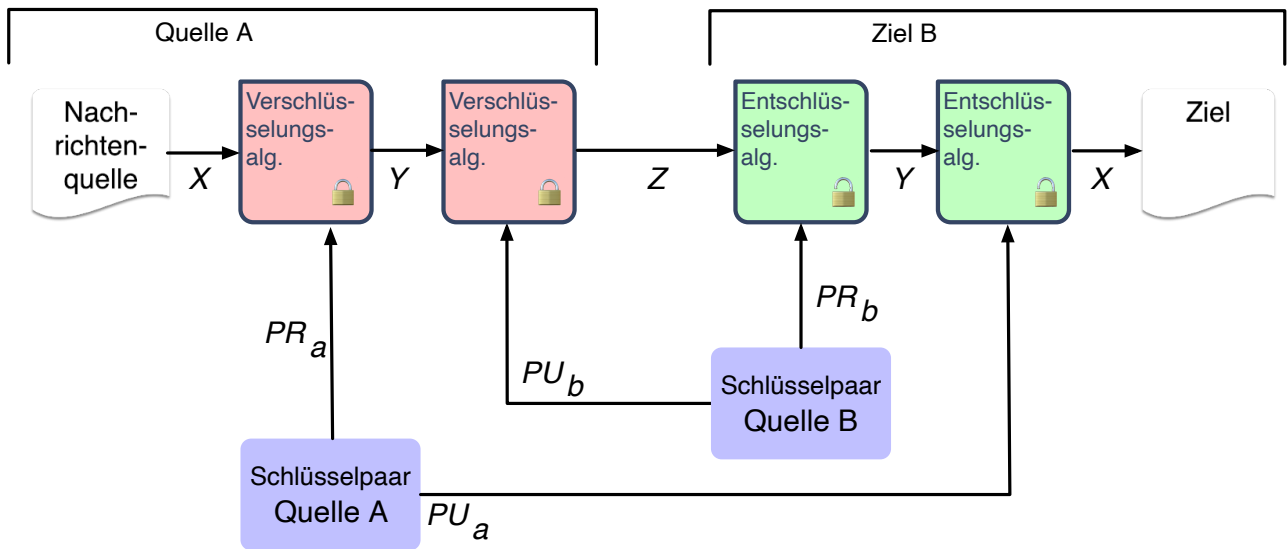 Quelle A
Ziel B
Nach-
richten-
quelle
X
Verschlüs-
selungs-
alg.
Y
Verschlüs-
selungs-
alg.
Z
Entschlüs-
selungs-
alg.
Y
Entschlüs-
selungs-
alg.
X
Ziel
PR a
PR b
PU b
Schlüsselpaar
Quelle B
Schlüsselpaar
Quelle A
PU a